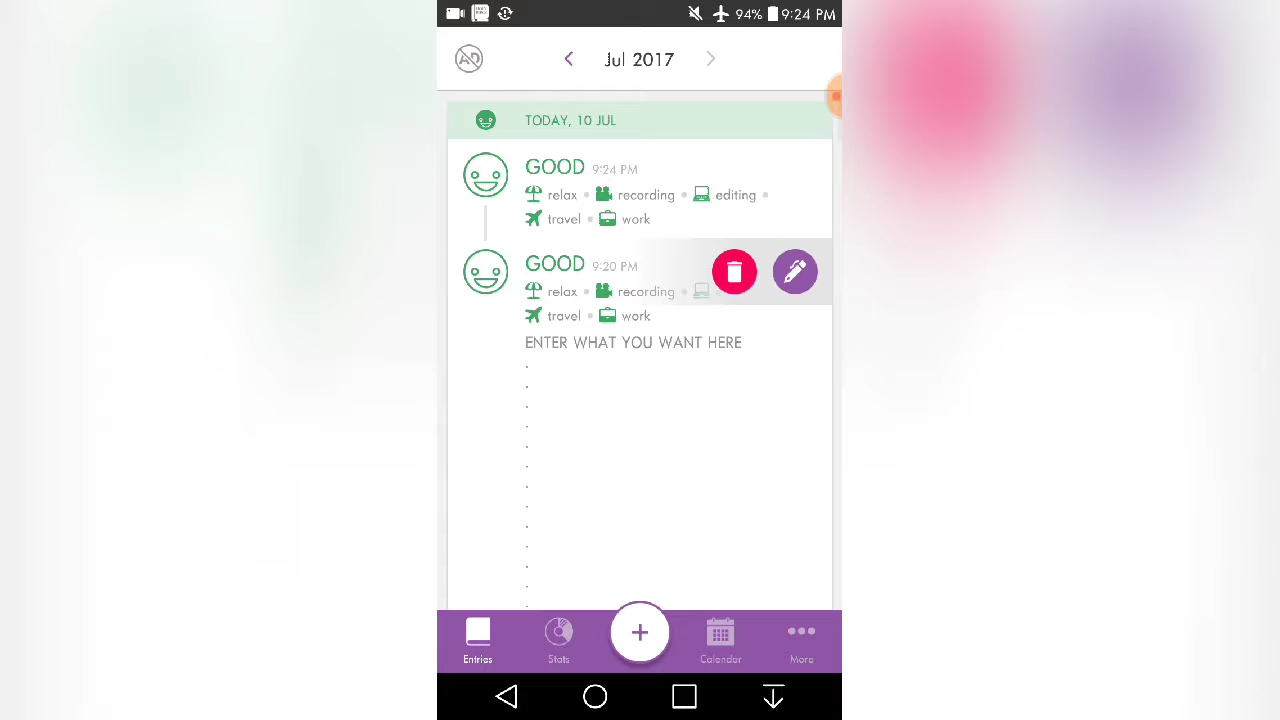 94% 9:24 PM
AD
Jul 2017
TODAY, 10 JUL
GOOD 9:24 PM
relax • recording • editing •
travel • work
GOOD 9:20 PM
relax • recording •
travel • work
ENTER WHAT YOU WANT HERE
.
.
.
.
.
.
.
.
.
.
.
.
.
Entries Stats + Calendar More